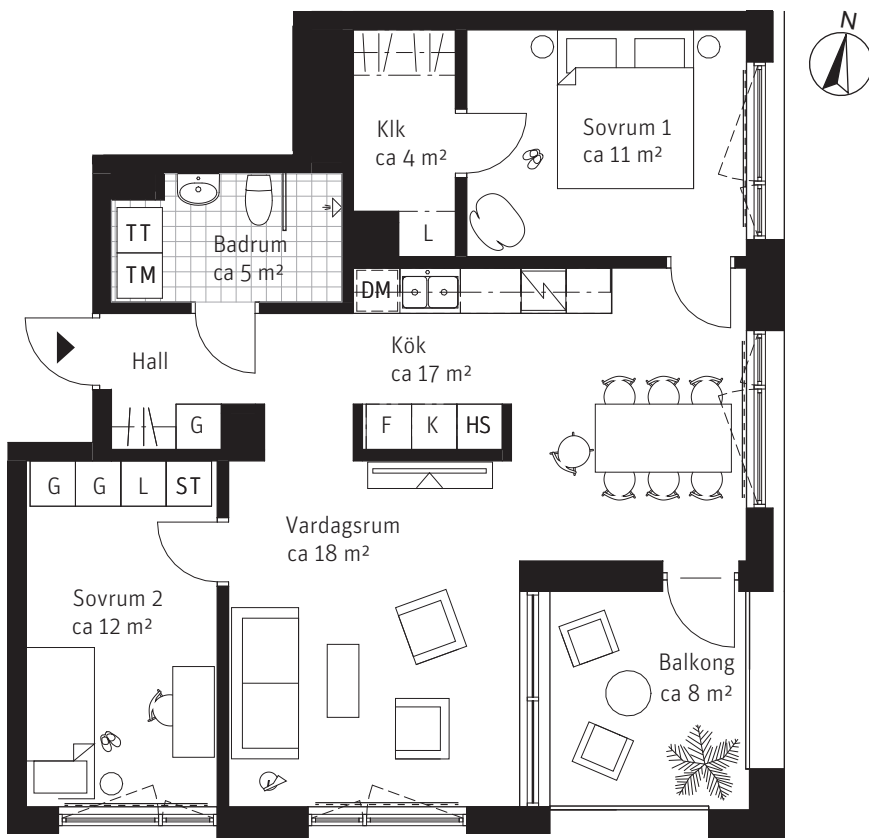 N
Klk
ca 4 m²
Sovrum 1
ca 11 m²
L
TT
TM
Badrum
ca 5 m²
DM
Hall
Kök
ca 17 m²
G
F K HS
G G L ST
Vardagsrum
ca 18 m²
Sovrum 2
ca 12 m²
Balkong
ca 8 m²